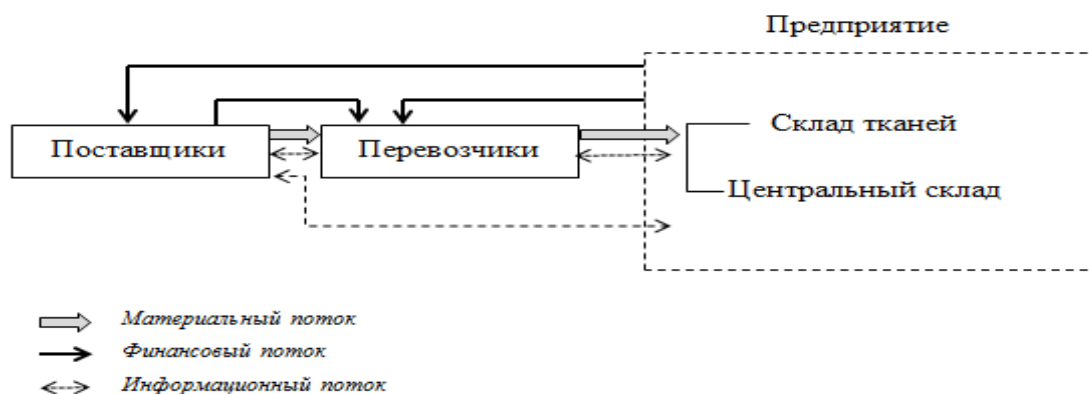 Предприятие
Склад тканей
Поставщики
Перевозчики
Центральный склад
Материальный поток
Финансовый поток
Информационный поток